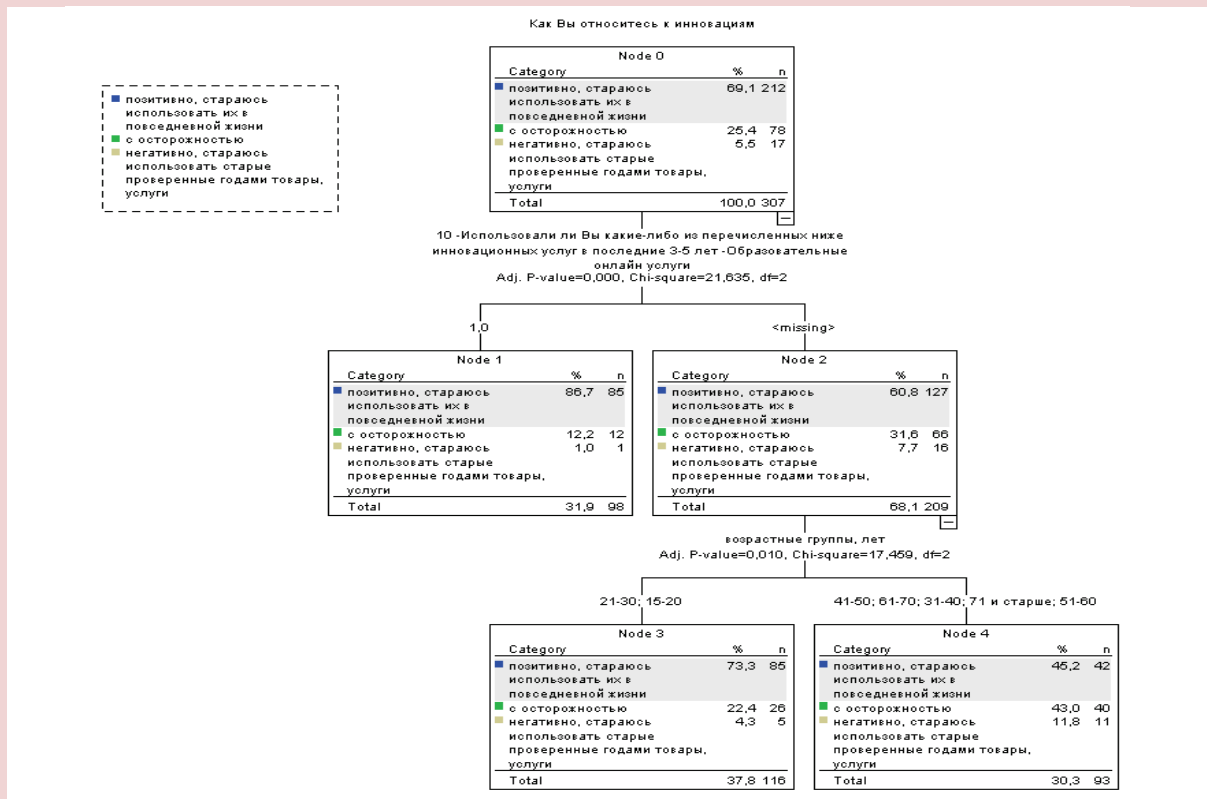 Как Вы относитесь к инновациям
позитивно, стараюсь
использовать их в
повседневной жизни
с осторожностью
негативно, стараюсь
использовать старые
проверенные годами товары,
услуги
Node 0
Category % n
позитивно, стараюсь 69,1 212
использовать их в
повседневной жизни
с осторожностью 25,4 78
негативно, стараюсь 5,5 17
использовать старые
проверенные годами товары,
услуги
Total 100,0 307
10 -Использовали ли Вы какие-либо из перечисленных ниже
инновационных услуг в последние 3-5 лет -Образовательные
онлайн услуги
Adj. P-value=0,000, Chi-square=21,635, df=2
1,0
<missing>
Node 1
Category % n
позитивно, стараюсь 86,7 85
использовать их в
повседневной жизни
с осторожностью 12,2 12
негативно, стараюсь 1,0 1
использовать старые
проверенные годами товары,
услуги
Total 31,9 98
Node 2
Category % n
позитивно, стараюсь 60,8 127
использовать их в
повседневной жизни
с осторожностью 31,6 66
негативно, стараюсь 7,7 16
использовать старые
проверенные годами товары,
услуги
Total 68,1 209
возрастные группы, лет
Adj. P-value=0,010, Chi-square=17,459, df=2
21-30; 15-20
41-50; 61-70; 31-40; 71 и старше; 51-60
Node 3
Category % n
позитивно, стараюсь 73,3 85
использовать их в
повседневной жизни
с осторожностью 22,4 26
негативно, стараюсь 4,3 5
использовать старые
проверенные годами товары,
услуги
Total 37,8 116
Node 4
Category % n
позитивно, стараюсь 45,2 42
использовать их в
повседневной жизни
с осторожностью 43,0 40
негативно, стараюсь 11,8 11
использовать старые
проверенные годами товары,
услуги
Total 30,3 93